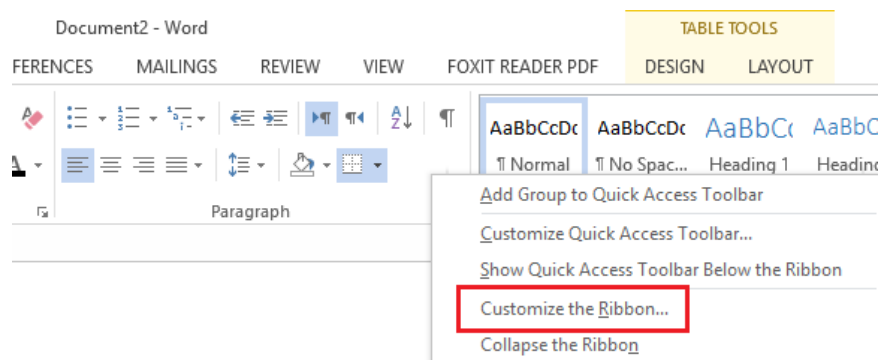 Document2 - Word
TABLE TOOLS
FERENCES MAILINGS REVIEW VIEW FOXIT READER PDF DESIGN LAYOUT
AaBbCcDc AaBbCcDc AaBbCc AaBbC
¶ Normal ¶ No Spac... Heading 1 Heading
Paragraph
Add Group to Quick Access Toolbar
Customize Quick Access Toolbar...
Show Quick Access Toolbar Below the Ribbon
Customize the Ribbon...
Collapse the Ribbon